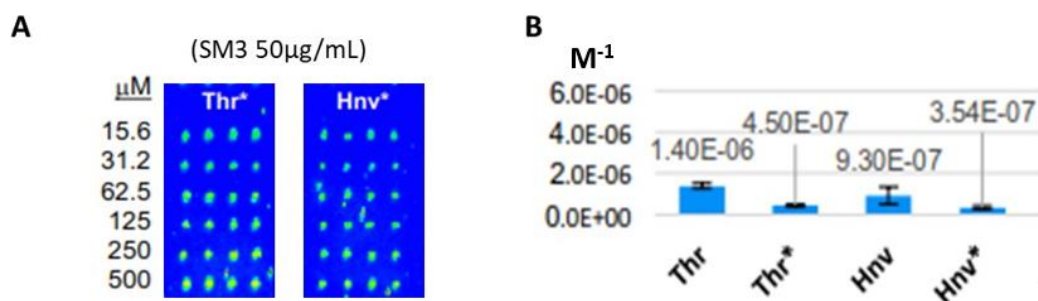 A
(SM3 50µg/mL)
µM
Thr*
Hnv*
15.6
31.2
62.5
125
250
500
B
M⁻¹
6.0E-06
4.0E-06
2.0E-06
0.0E+00
1.40E-06
4.50E-07
9.30E-07
3.54E-07
Thr
Thr*
Hnv
Hnv*